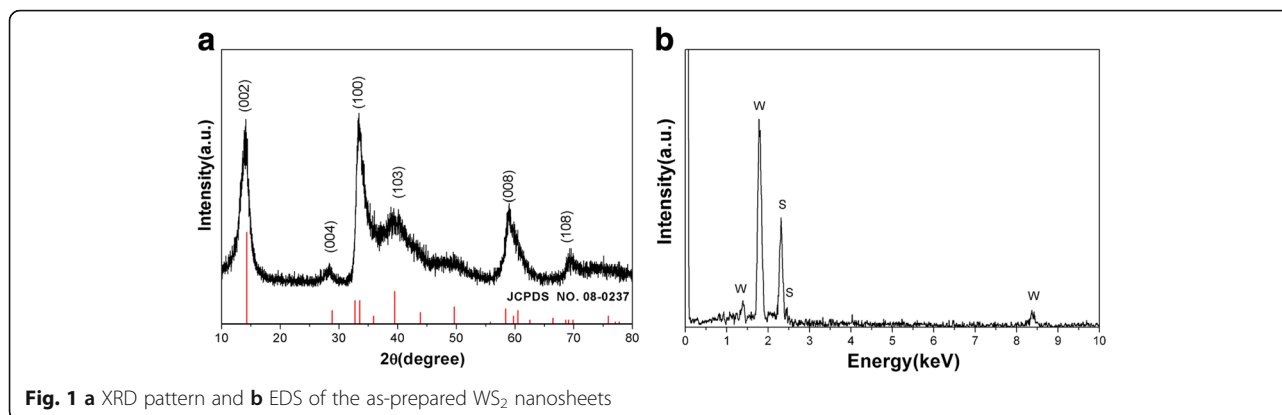 a
(002)
(004)
(100)
(103)
(008)
(108)
Intensity(a.u.)
JCPDS NO. 08-0237
10 20 30 40 50 60 70 80
2θ(degree)
b
W
W
S
S
W
Intensity(a.u.)
0 1 2 3 4 5 6 7 8 9 10
Energy(keV)
Fig. 1 a XRD pattern and b EDS of the as-prepared WS₂ nanosheets